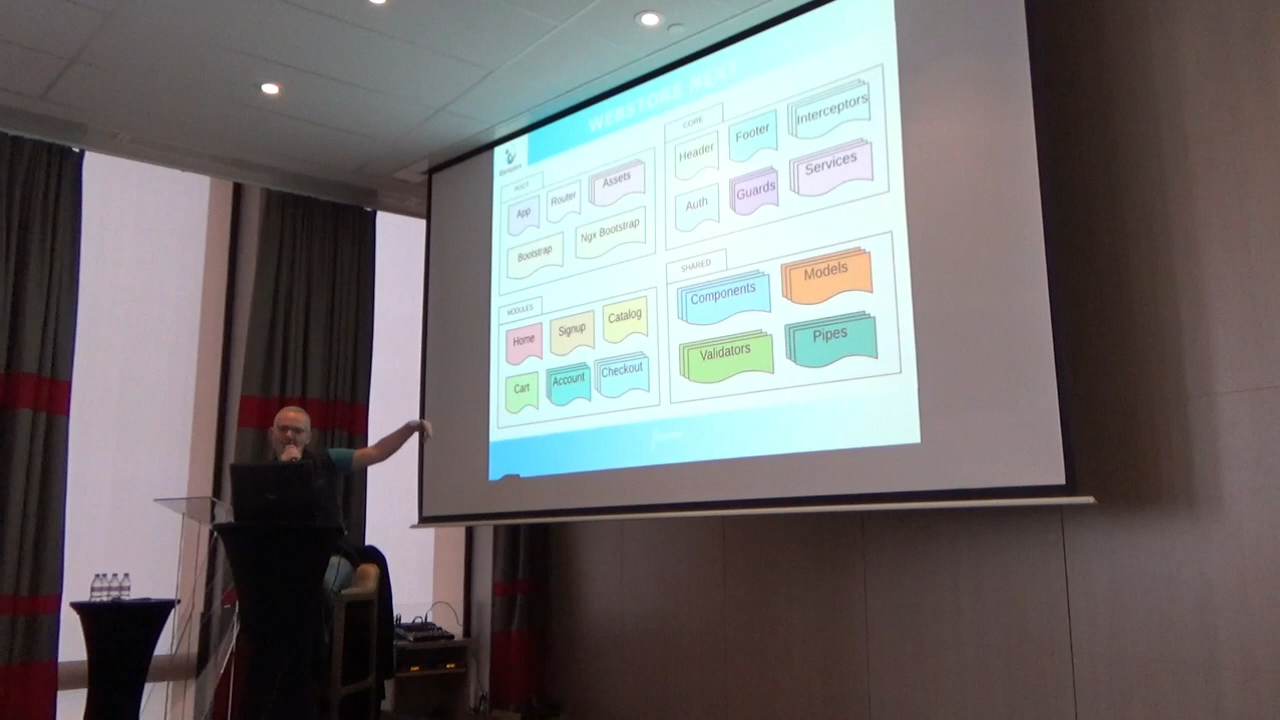 WEBSTORE NEXT
ROOT
App
Router
Assets
Bootstrap
Ngx Bootstrap
CORE
Header
Footer
Interceptors
Auth
Guards
Services
MODULES
Home
Signup
Catalog
Cart
Account
Checkout
SHARED
Components
Models
Validators
Pipes